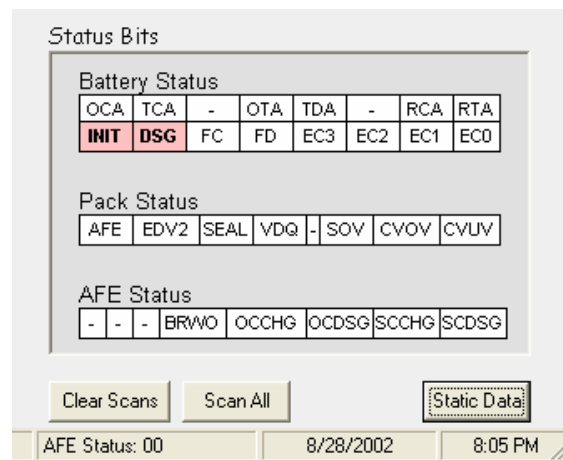 Status Bits
Battery Status
OCA TCA - OTA TDA - RCA RTA
INIT DSG FC FD EC3 EC2 EC1 EC0
Pack Status
AFE EDV2 SEAL VDQ - SOV CVOV CVUV
AFE Status
- - - BRWO OCCHG OCDSG SCCHG SCDSG
Clear Scans Scan All Static Data
AFE Status: 00 8/28/2002 8:05 PM